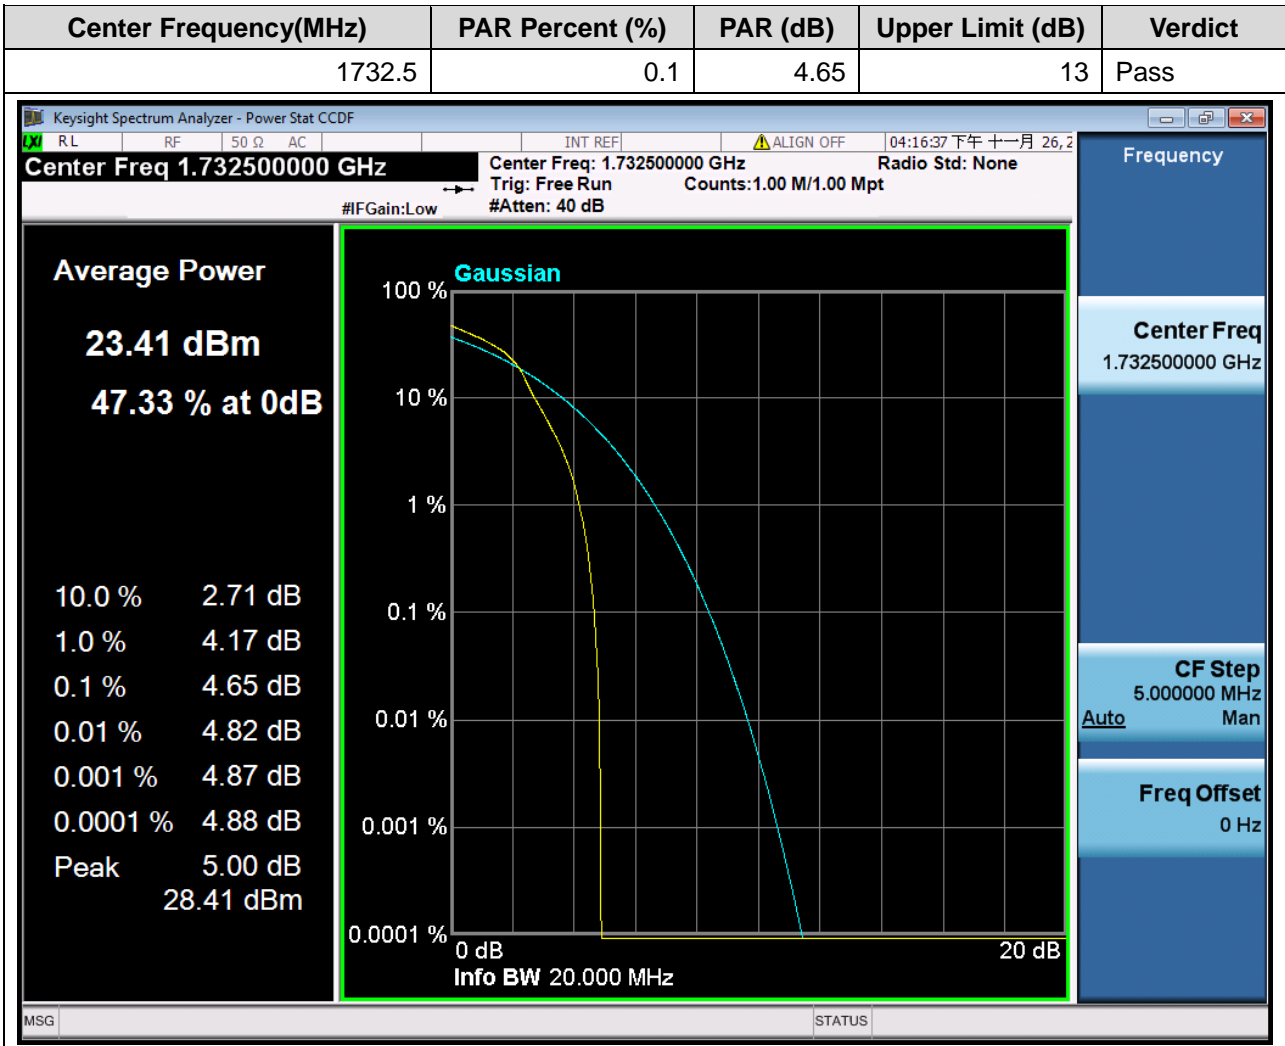 Center Frequency(MHz) PAR Percent (%) PAR (dB) Upper Limit (dB) Verdict
1732.5 0.1 4.65 13 Pass
Keysight Spectrum Analyzer - Power Stat CCDF
LXI RL RF 50 Ω AC INT REF ALIGN OFF 04:16:37 下午 十一月 26, 2
Center Freq 1.732500000 GHz
#IFGain:Low
Center Freq: 1.732500000 GHz Radio Std: None
Trig: Free Run Counts:1.00 M/1.00 Mpt
#Atten: 40 dB
Average Power
23.41 dBm
47.33 % at 0dB
10.0 % 2.71 dB
1.0 % 4.17 dB
0.1 % 4.65 dB
0.01 % 4.82 dB
0.001 % 4.87 dB
0.0001 % 4.88 dB
Peak 5.00 dB
28.41 dBm
Gaussian
100 %
10 %
1 %
0.1 %
0.01 %
0.001 %
0.0001 %
0 dB 20 dB
Info BW 20.000 MHz
Frequency
Center Freq
1.732500000 GHz
CF Step
5.000000 MHz
Auto Man
Freq Offset
0 Hz
MSG STATUS